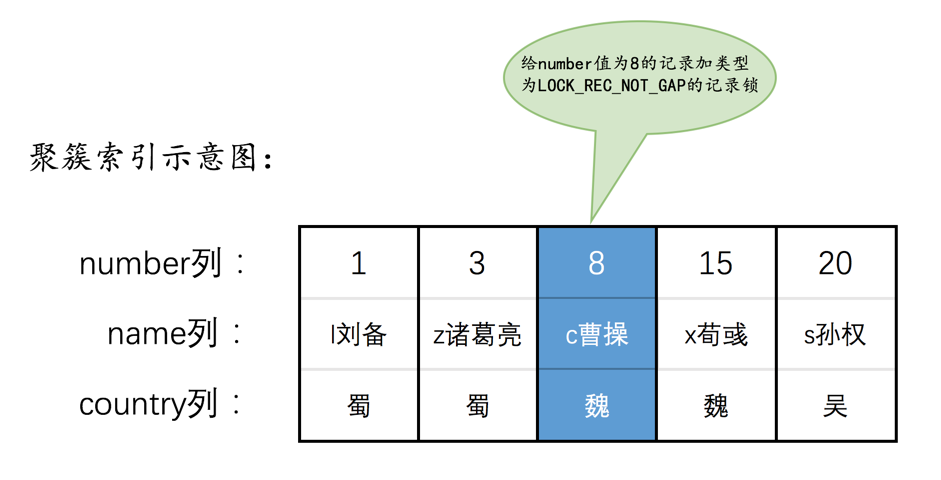 给number值为8的记录加类型
为LOCK_REC_NOT_GAP的记录锁
聚簇索引示意图：
number列： 1 3 8 15 20
name列： l刘备 z诸葛亮 c曹操 x荀彧 s孙权
country列： 蜀 蜀 魏 魏 吴